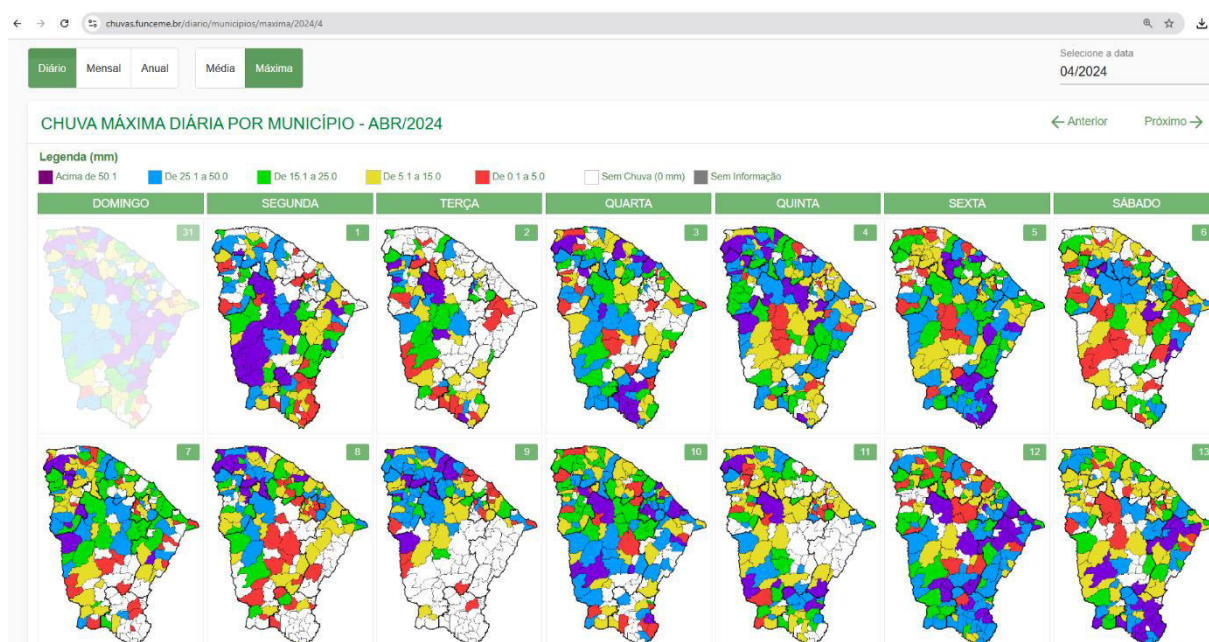 chuvas.funceme.br/diario/municipios/maxima/2024/4
Diário Mensal Anual Média Máxima
Selecione a data
04/2024
CHUVA MÁXIMA DIÁRIA POR MUNICÍPIO - ABR/2024
Anterior Próximo
Legenda (mm)
Acima de 50.1 De 25.1 a 50.0 De 15.1 a 25.0 De 5.1 a 15.0 De 0.1 a 5.0 Sem Chuva (0 mm) Sem Informação
DOMINGO SEGUNDA TERÇA QUARTA QUINTA SEXTA SÁBADO
31 1 2 3 4 5 6
7 8 9 10 11 12 13